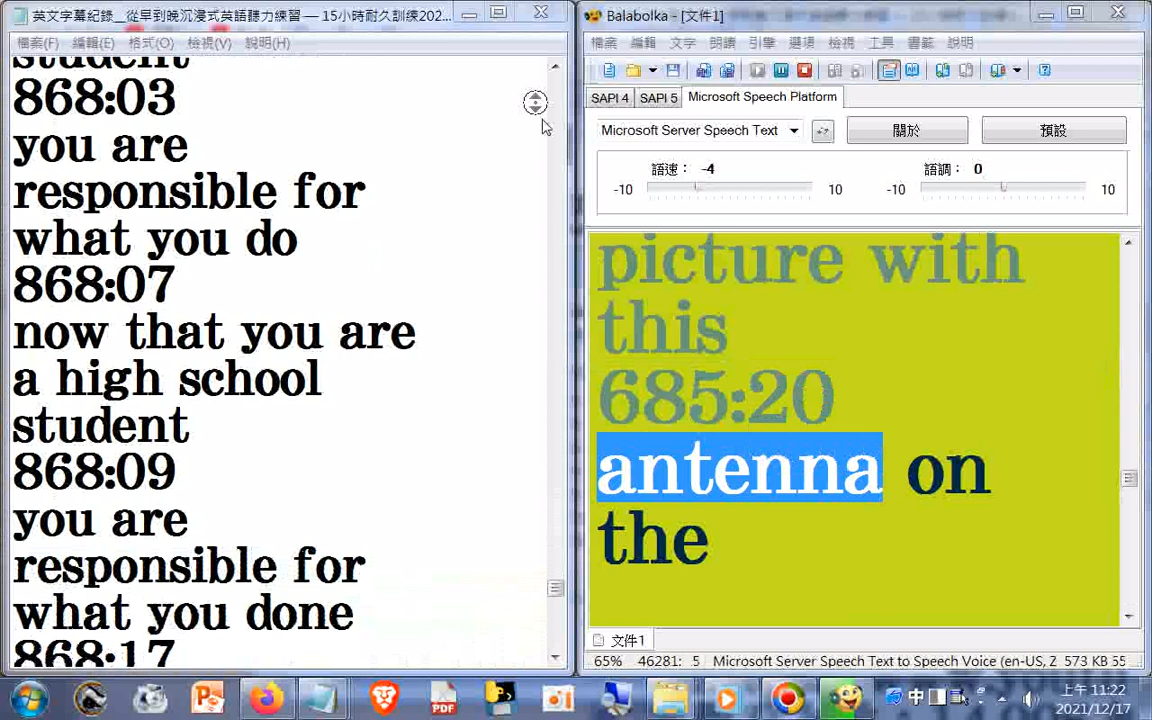 英文字幕紀錄__從早到晚沉浸式英語聽力練習 — 15小時耐久訓練202...
檔案(F) 編輯(E) 格式(O) 檢視(V) 說明(H)
student
868:03
you are
responsible for
what you do
868:07
now that you are
a high school
student
868:09
you are
responsible for
what you done
868:17
Balabolka - [文件1]
檔案 編輯 文字 朗讀 引擎 選項 檢視 工具 書籤 說明
SAPI 4 SAPI 5 Microsoft Speech Platform
Microsoft Server Speech Text 關於 預設
語速： -4 語調： 0
-10 10 -10 10
picture with
this
685:20
antenna on
the
文件1
65% 46281: 5 Microsoft Server Speech Text to Speech Voice (en-US, Z 573 KB 55
中 上午 11:22
2021/12/17